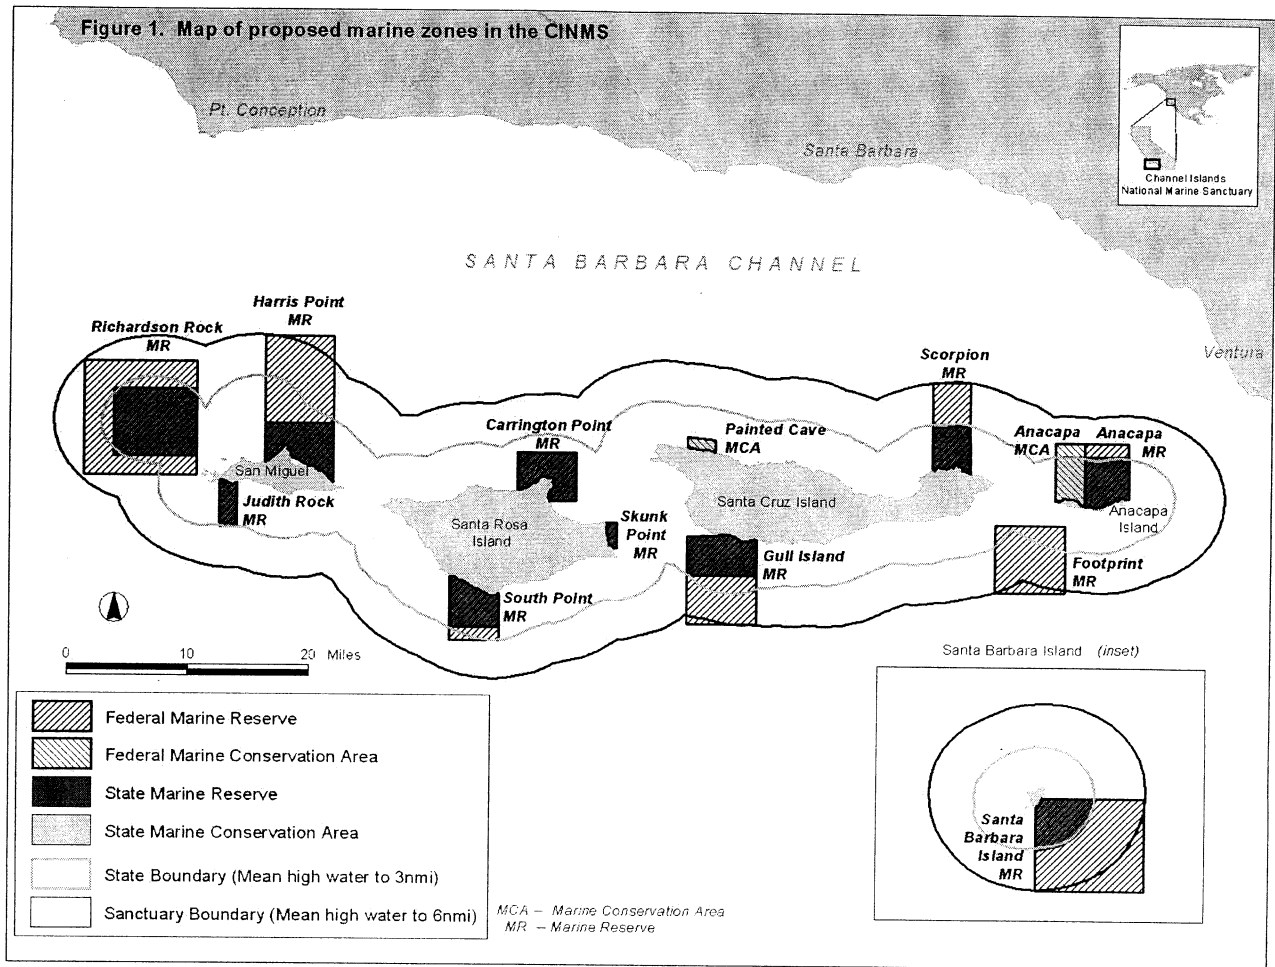 Figure 1. Map of proposed marine zones in the CINMS
Pt. Conception
Santa Barbara
Channel Islands
National Marine Sanctuary
SANTA BARBARA CHANNEL
Ventura
Harris Point
MR
Richardson Rock
MR
Scorpion
MR
Carrington Point
MR
Painted Cave
MCA
Anacapa
MCA
Anacapa
MR
San Miguel
Judith Rock
MR
Santa Cruz Island
Santa Rosa
Island
Skunk
Point
MR
Anacapa
Island
Gull Island
MR
Footprint
MR
South Point
MR
0 10 20 Miles
Santa Barbara Island (inset)
Santa
Barbara
Island
MR
Federal Marine Reserve
Federal Marine Conservation Area
State Marine Reserve
State Marine Conservation Area
State Boundary (Mean high water to 3nmi)
Sanctuary Boundary (Mean high water to 6nmi)
MCA – Marine Conservation Area
MR – Marine Reserve